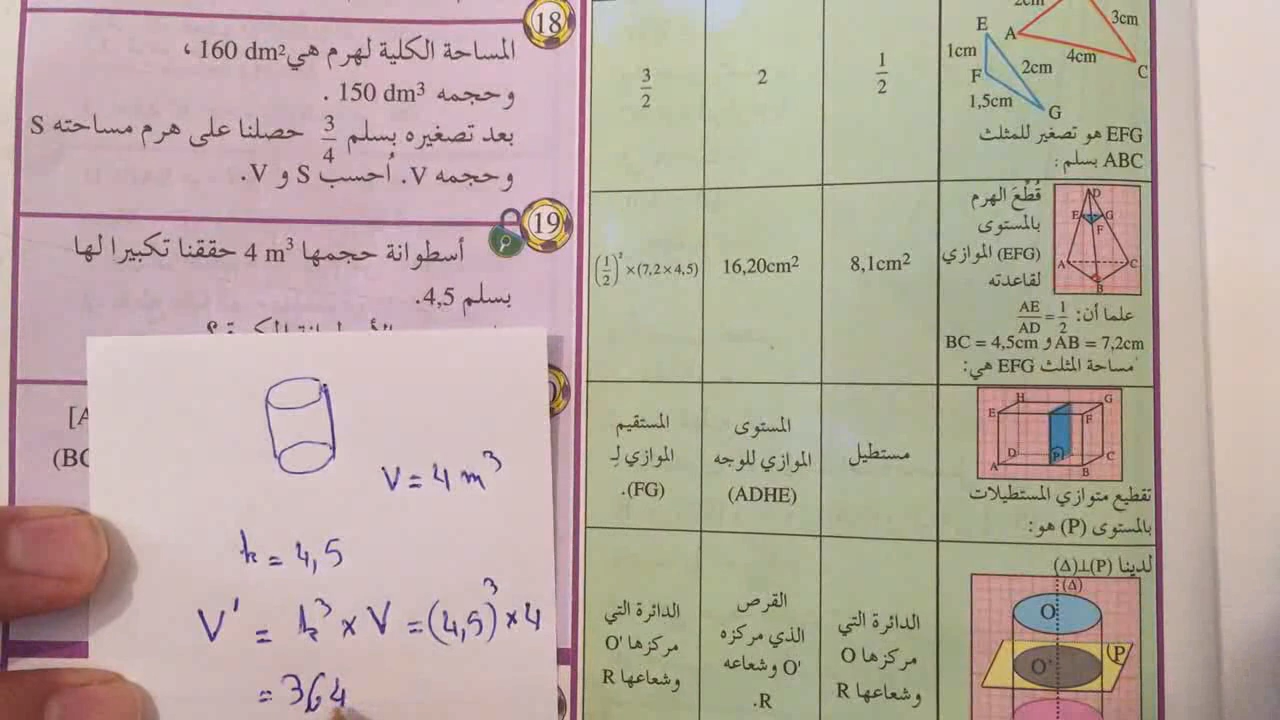 18
المساحة الكلية لهرم هي 160 dm²،
وحجمه 150 dm³ .
بعد تصغيره بسلم 3/4 حصلنا على هرم مساحته S
وحجمه V. أُحسب S و V.
19
أسطوانة حجمها 4 m³ حققنا تكبيرا لها
بسلم 4,5.
[A
(BC
V = 4 m³
k = 4,5
V' = k³ × V = (4,5)³ × 4
= 364
2cm
3cm
A
4cm
C
E
1cm
2cm
F
1,5cm
G
EFG هو تصغير للمثلث
ABC بسلم:
1/2
2
3/2
قُطِّعَ الهرم
بالمستوى
(EFG) الموازي
لقاعدته
D
E
G
F
A
C
B
علما أن: AE/AD = 1/2
AB = 7,2cm و BC = 4,5cm
مساحة المثلث EFG هي:
8,1cm²
16,20cm²
(1/2)² × (7,2 × 4,5)
H
G
E
F
D
P
C
A
B
تقطيع متوازي المستطيلات
بالمستوى (P) هو:
مستطيل
المستوى
الموازي للوجه
(ADHE)
المستقيم
الموازي لِ
(FG).
لدينا (P)⊥(Δ)
(Δ)
O
(P
O'
الدائرة التي
مركزها O
وشعاعها R
القرص
الذي مركزه
O' وشعاعه
R.
الدائرة التي
مركزها O'
وشعاعها R